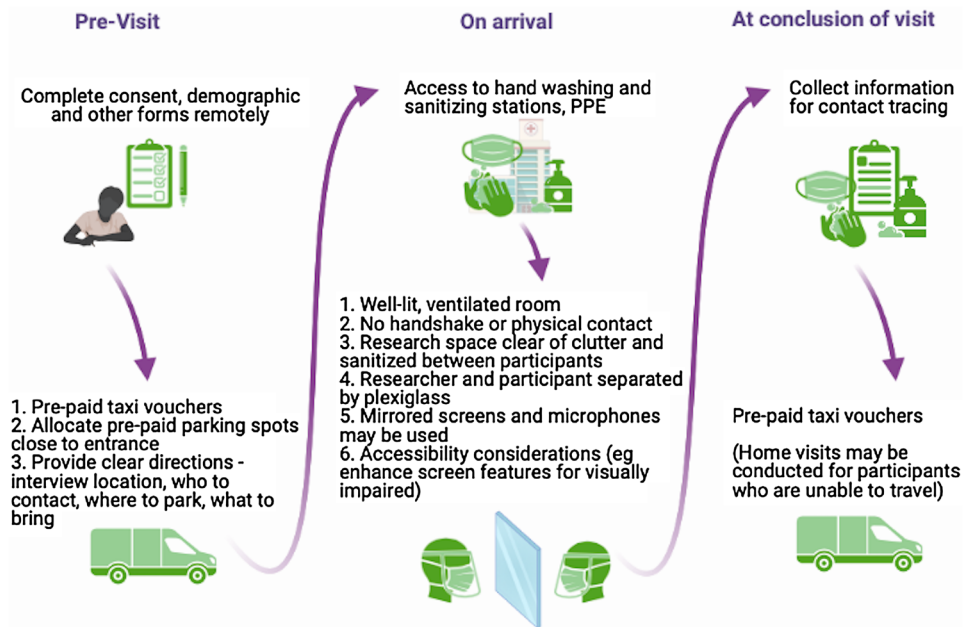 Pre-Visit
Complete consent, demographic
and other forms remotely
1. Pre-paid taxi vouchers
2. Allocate pre-paid parking spots
close to entrance
3. Provide clear directions -
interview location, who to
contact, where to park, what to
bring
On arrival
Access to hand washing and
sanitizing stations, PPE
1. Well-lit, ventilated room
2. No handshake or physical contact
3. Research space clear of clutter and
sanitized between participants
4. Researcher and participant separated
by plexiglass
5. Mirrored screens and microphones
may be used
6. Accessibility considerations (eg
enhance screen features for visually
impaired)
At conclusion of visit
Collect information
for contact tracing
Pre-paid taxi vouchers
(Home visits may be
conducted for participants
who are unable to travel)